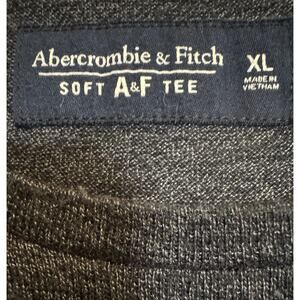 Abercrombie & Fitch
SOFT A&F TEE
XL
MADE IN
VIETNAM